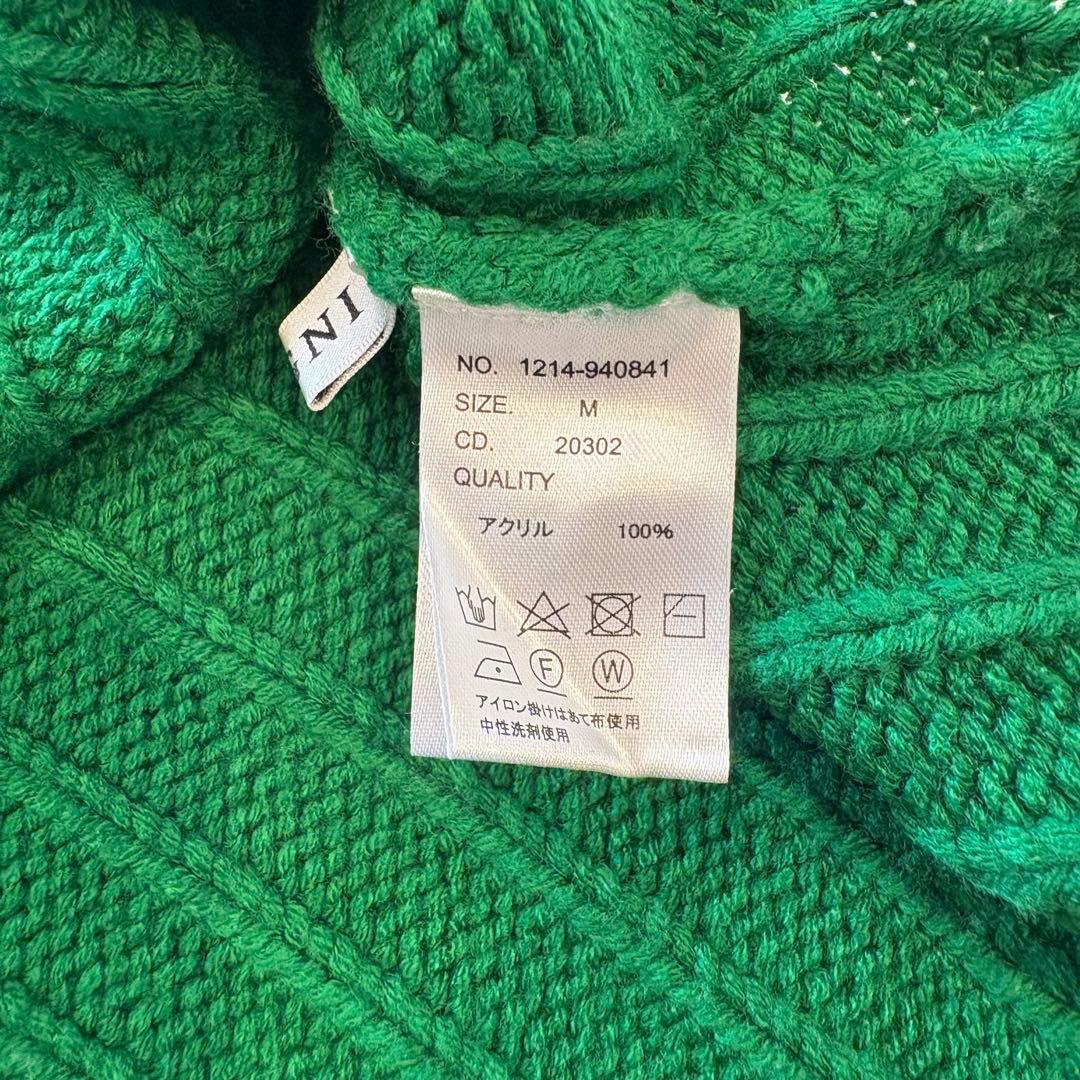 NI
NO. 1214-940841
SIZE. M
CD. 20302
QUALITY
アクリル 100%
F W
アイロン掛けはあて布使用
中性洗剤使用